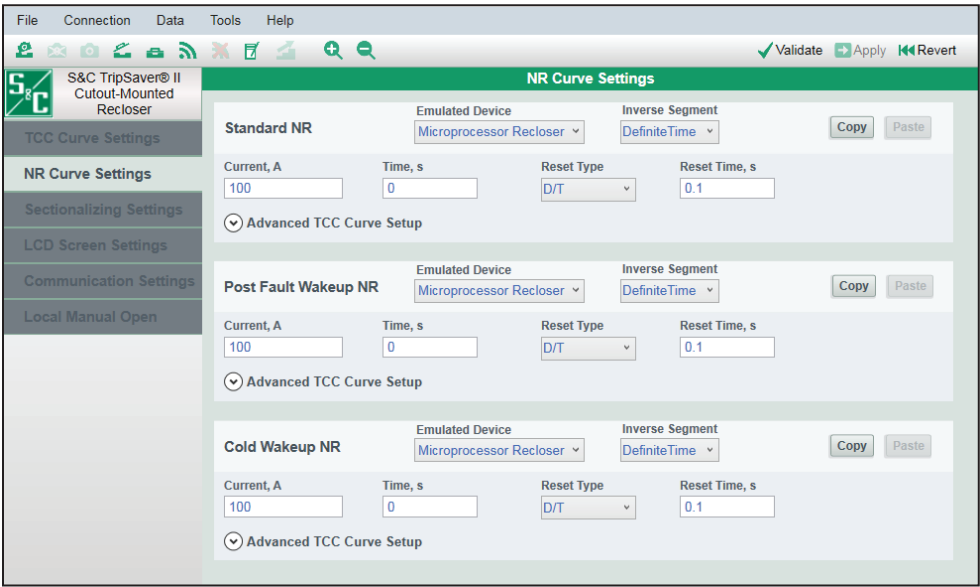 File Connection Data Tools Help
Validate Apply Revert
S&C
S&C TripSaver® II
Cutout-Mounted
Recloser
TCC Curve Settings
NR Curve Settings
Sectionalizing Settings
LCD Screen Settings
Communication Settings
Local Manual Open
NR Curve Settings
Emulated Device Inverse Segment
Standard NR Microprocessor Recloser DefiniteTime Copy Paste
Current, A Time, s Reset Type Reset Time, s
100 0 D/T 0.1
Advanced TCC Curve Setup
Emulated Device Inverse Segment
Post Fault Wakeup NR Microprocessor Recloser DefiniteTime Copy Paste
Current, A Time, s Reset Type Reset Time, s
100 0 D/T 0.1
Advanced TCC Curve Setup
Emulated Device Inverse Segment
Cold Wakeup NR Microprocessor Recloser DefiniteTime Copy Paste
Current, A Time, s Reset Type Reset Time, s
100 0 D/T 0.1
Advanced TCC Curve Setup